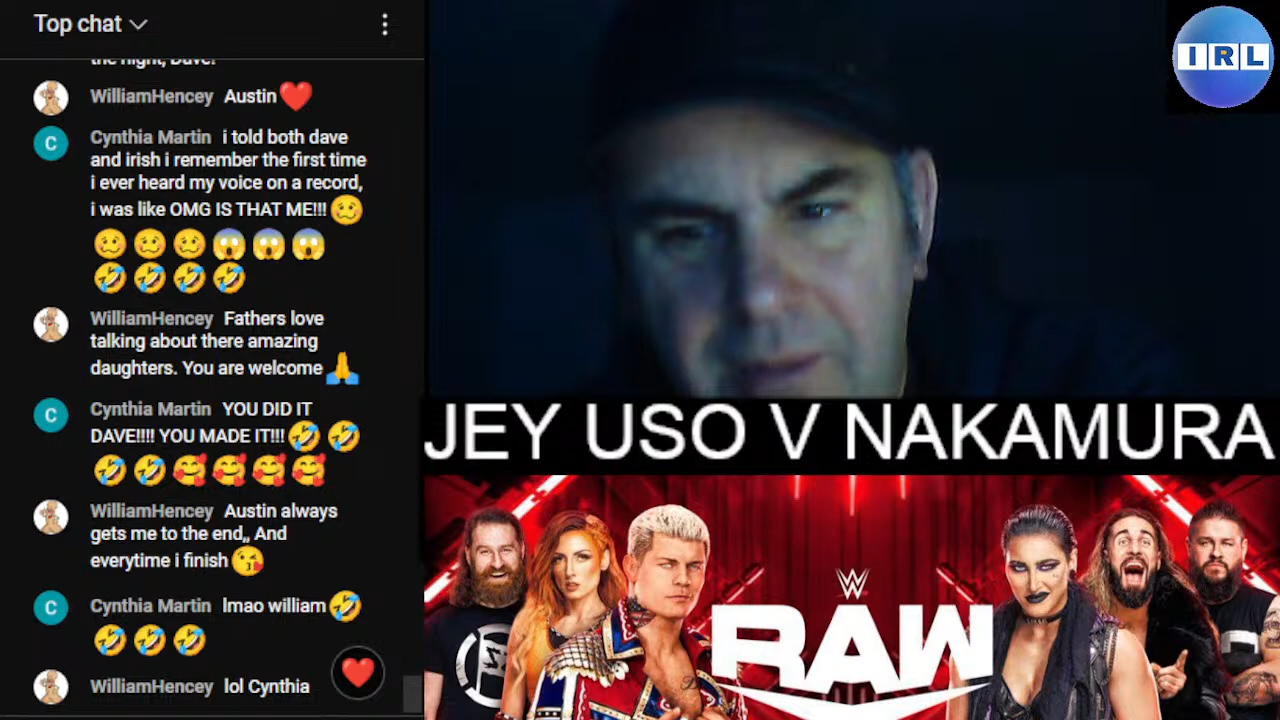 Top chat
the night, Dave!
WilliamHencey Austin❤️
Cynthia Martin i told both dave
and irish i remember the first time
i ever heard my voice on a record,
i was like OMG IS THAT ME!!! 🥴
🥴🥴🥴😱😱😱
🤣🤣🤣🤣
WilliamHencey Fathers love
talking about there amazing
daughters. You are welcome🙏
Cynthia Martin YOU DID IT
DAVE!!!! YOU MADE IT!!!🤣🤣
🤣🤣🥰🥰🥰🥰
WilliamHencey Austin always
gets me to the end,, And
everytime i finish😘
Cynthia Martin lmao william🤣
🤣🤣🤣
WilliamHencey lol Cynthia
C
C
C
IRL
JEY USO V NAKAMURA
W
RAW